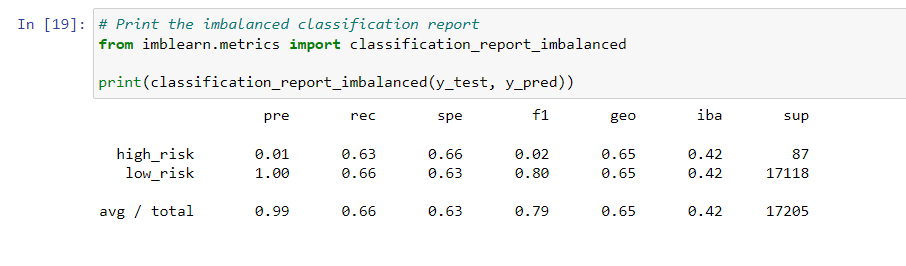 In [19]: # Print the imbalanced classification report
from imblearn.metrics import classification_report_imbalanced
print(classification_report_imbalanced(y_test, y_pred))
pre rec spe f1 geo iba sup
high_risk 0.01 0.63 0.66 0.02 0.65 0.42 87
low_risk 1.00 0.66 0.63 0.80 0.65 0.42 17118
avg / total 0.99 0.66 0.63 0.79 0.65 0.42 17205